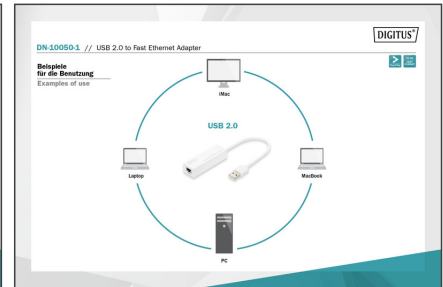 DIGITUS®
DN-10050-1 // USB 2.0 to Fast Ethernet Adapter
Beispiele
für die Benutzung
Examples of use
iMac
USB 2.0
Laptop
MacBook
PC